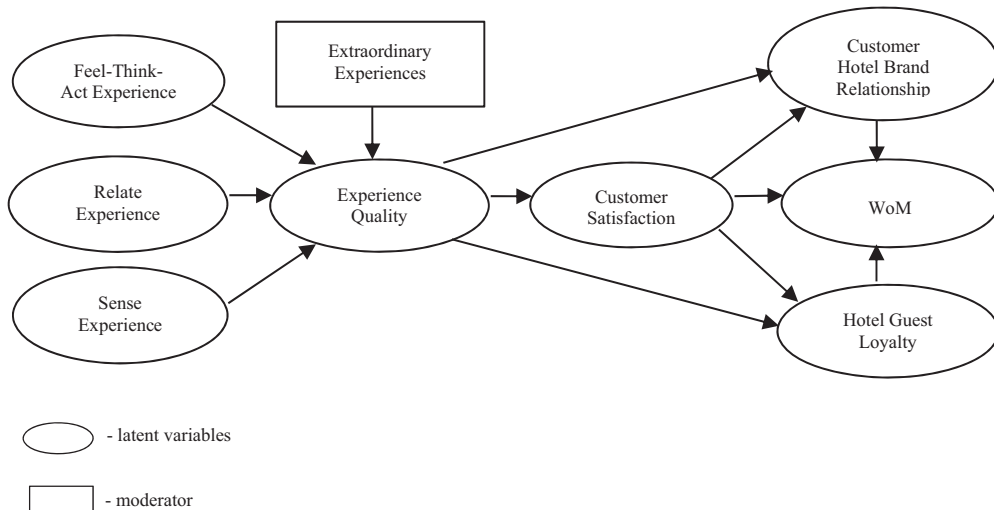 Feel-Think-
Act Experience
Extraordinary
Experiences
Customer
Hotel Brand
Relationship
Relate
Experience
Experience
Quality
Customer
Satisfaction
WoM
Sense
Experience
Hotel Guest
Loyalty
- latent variables
- moderator